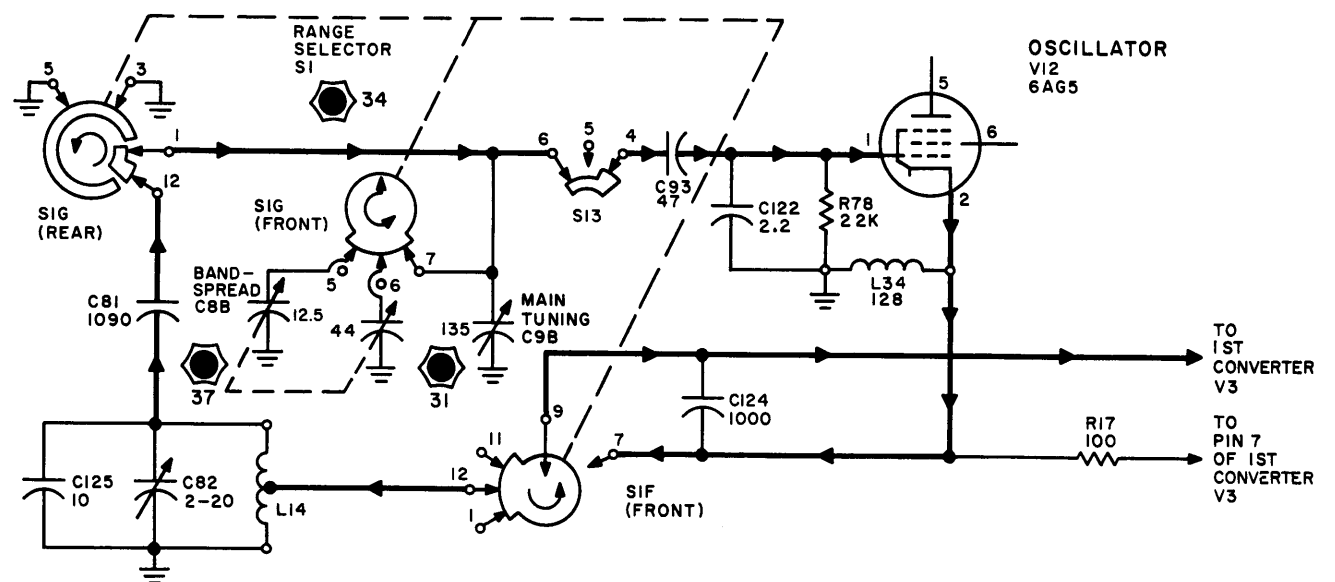 RANGE
SELECTOR
S1
34
OSCILLATOR
V12
6AG5
5
3
1
12
S1G
(REAR)
6
5
4
C93
47
S13
1
5
6
2
S1G
(FRONT)
5
6
7
C122
2.2
R78
22K
L34
128
BAND-
SPREAD
C8B
12.5
44
135
MAIN
TUNING
C9B
C81
1090
37
31
TO
1ST
CONVERTER
V3
C124
1000
9
11
12
1
7
S1F
(FRONT)
R17
100
TO
PIN 7
OF 1ST
CONVERTER
V3
C125
10
C82
2-20
L14